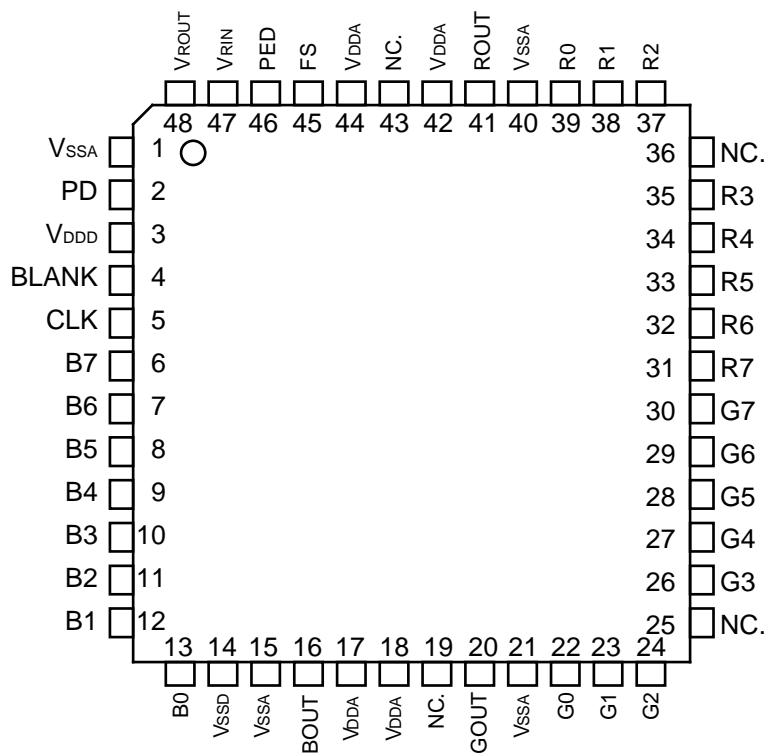 VROUT VRIN PED FS VDDA NC. VDDA ROUT VSSA R0 R1 R2
48 47 46 45 44 43 42 41 40 39 38 37
VSSA 1 36 NC.
PD 2 35 R3
VDDD 3 34 R4
BLANK 4 33 R5
CLK 5 32 R6
B7 6 31 R7
B6 7 30 G7
B5 8 29 G6
B4 9 28 G5
B3 10 27 G4
B2 11 26 G3
B1 12 25 NC.
13 14 15 16 17 18 19 20 21 22 23 24
B0 VSSD VSSA BOUT VDDA VDDA NC. GOUT VSSA G0 G1 G2